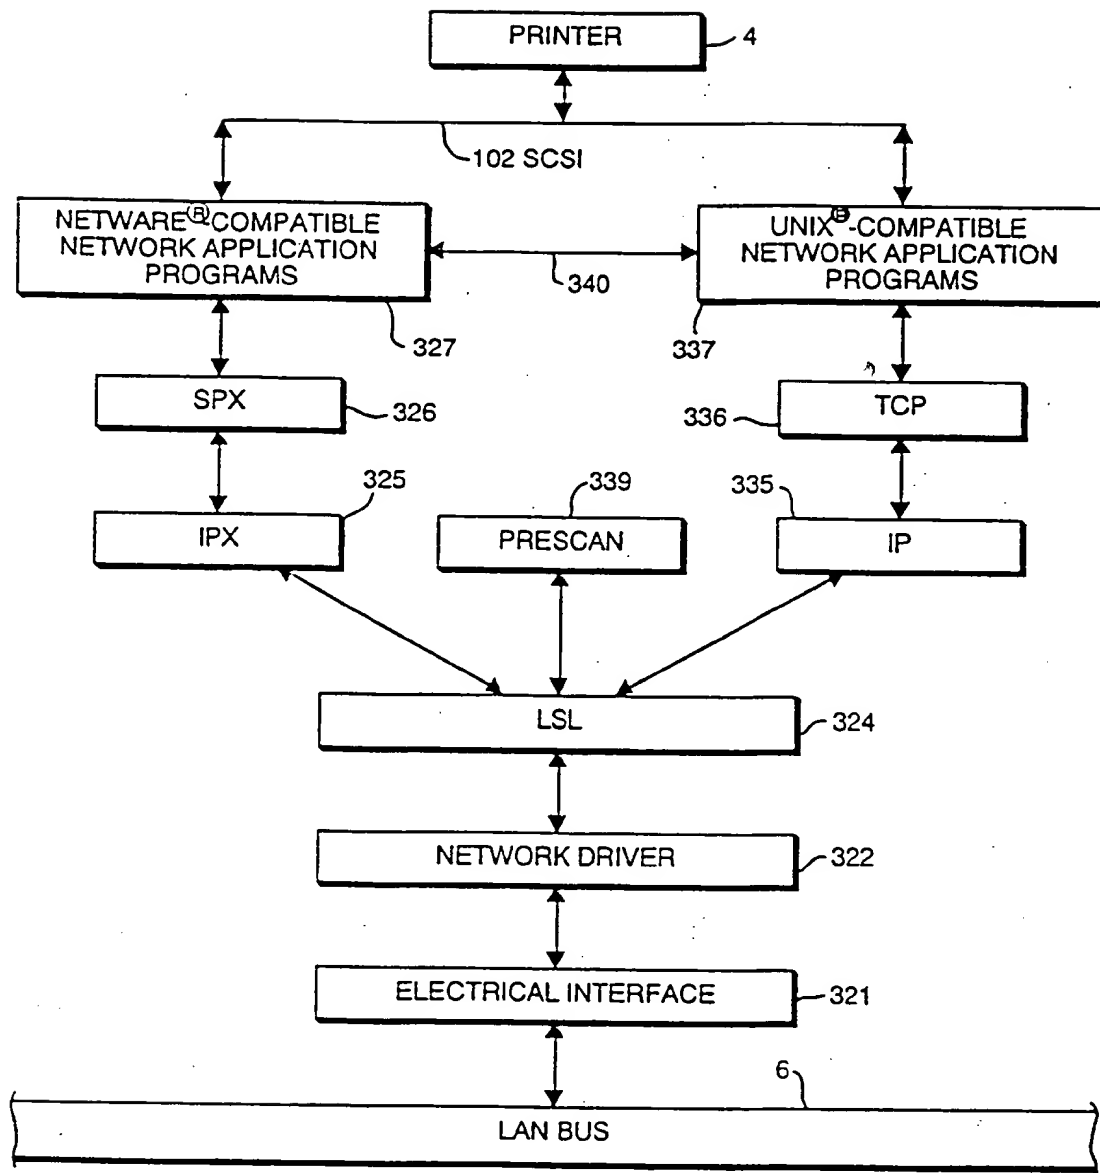 PRINTER
4
102 SCSI
NETWARE®-COMPATIBLE
NETWORK APPLICATION
PROGRAMS
UNIX®-COMPATIBLE
NETWORK APPLICATION
PROGRAMS
340
327
337
SPX
326
TCP
336
325
339
335
IPX
PRESCAN
IP
LSL
324
NETWORK DRIVER
322
ELECTRICAL INTERFACE
321
6
LAN BUS